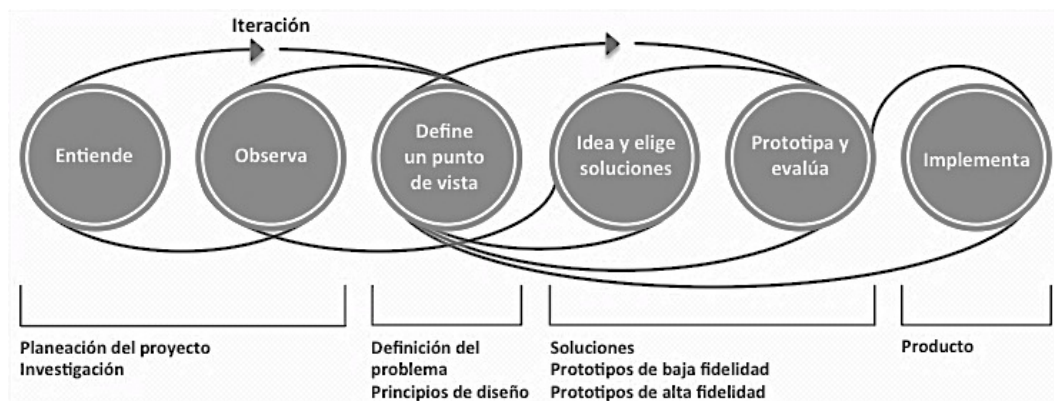 Iteración
Entiende
Observa
Define
un punto
de vista
Idea y elige
soluciones
Prototipa y
evalúa
Implementa
Planeación del proyecto
Investigación
Definición del
problema
Principios de diseño
Soluciones
Prototipos de baja fidelidad
Prototipos de alta fidelidad
Producto